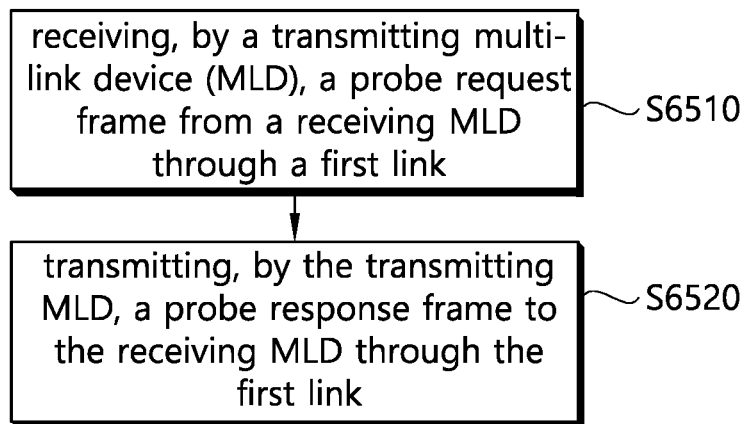 receiving, by a transmitting multi-
link device (MLD), a probe request
frame from a receiving MLD
through a first link
S6510
transmitting, by the transmitting
MLD, a probe response frame to
the receiving MLD through the
first link
S6520